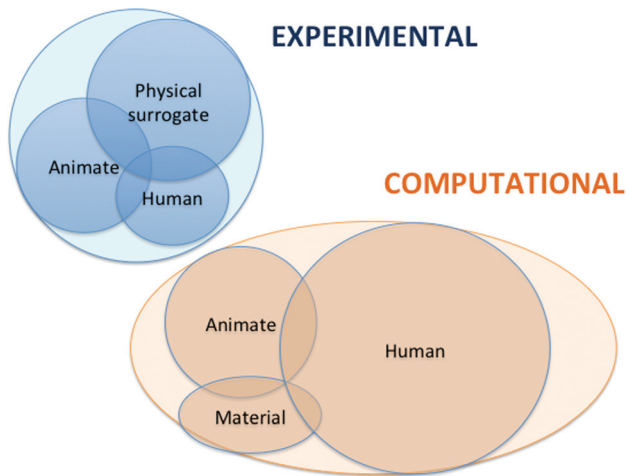 EXPERIMENTAL
Physical
surrogate
Animate
Human
COMPUTATIONAL
Animate
Human
Material